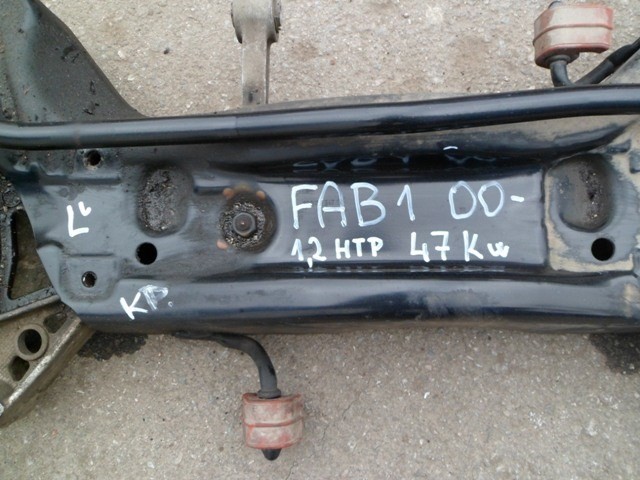 FAB1 00-
1,2 HTP 47 Kw
L
KP.